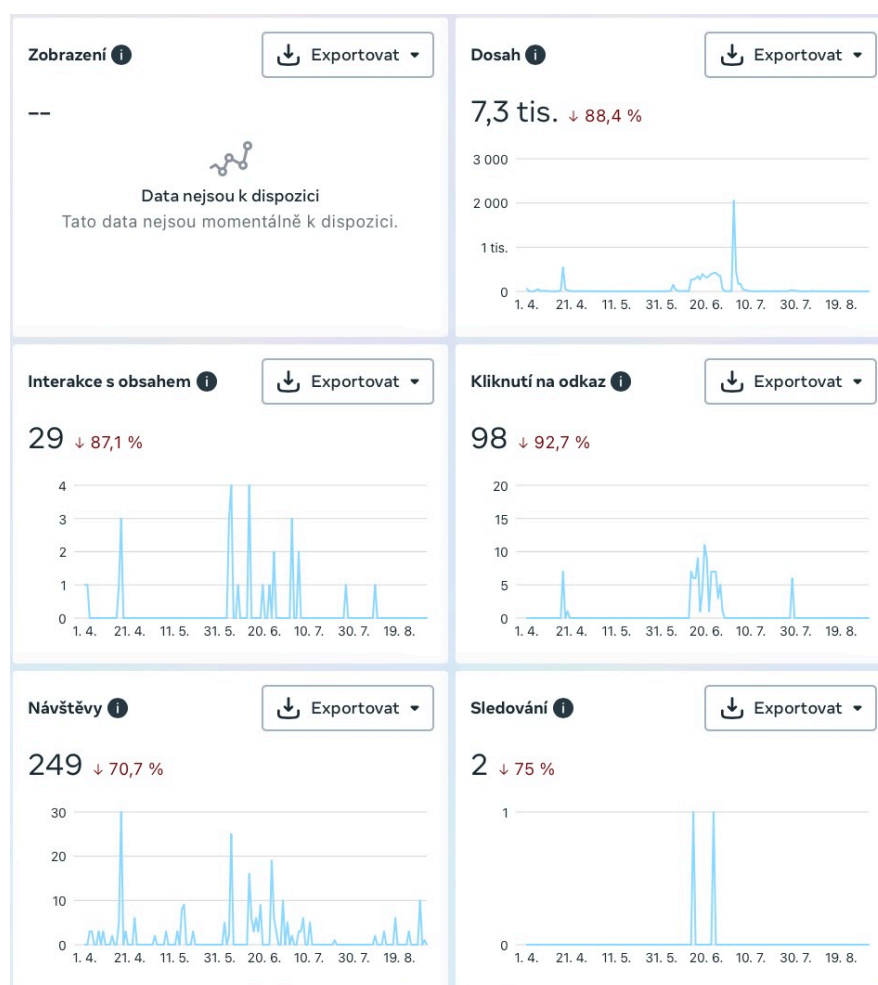 Zobrazení
Exportovat
--
Data nejsou k dispozici
Tato data nejsou momentálně k dispozici.
Dosah
Exportovat
7,3 tis. ↓ 88,4 %
3 000
2 000
1 tis.
0
1. 4. 21. 4. 11. 5. 31. 5. 20. 6. 10. 7. 30. 7. 19. 8.
Interakce s obsahem
Exportovat
29 ↓ 87,1 %
4
3
2
1
0
1. 4. 21. 4. 11. 5. 31. 5. 20. 6. 10. 7. 30. 7. 19. 8.
Kliknutí na odkaz
Exportovat
98 ↓ 92,7 %
20
15
10
5
0
1. 4. 21. 4. 11. 5. 31. 5. 20. 6. 10. 7. 30. 7. 19. 8.
Návštěvy
Exportovat
249 ↓ 70,7 %
30
20
10
0
1. 4. 21. 4. 11. 5. 31. 5. 20. 6. 10. 7. 30. 7. 19. 8.
Sledování
Exportovat
2 ↓ 75 %
1
0
1. 4. 21. 4. 11. 5. 31. 5. 20. 6. 10. 7. 30. 7. 19. 8.